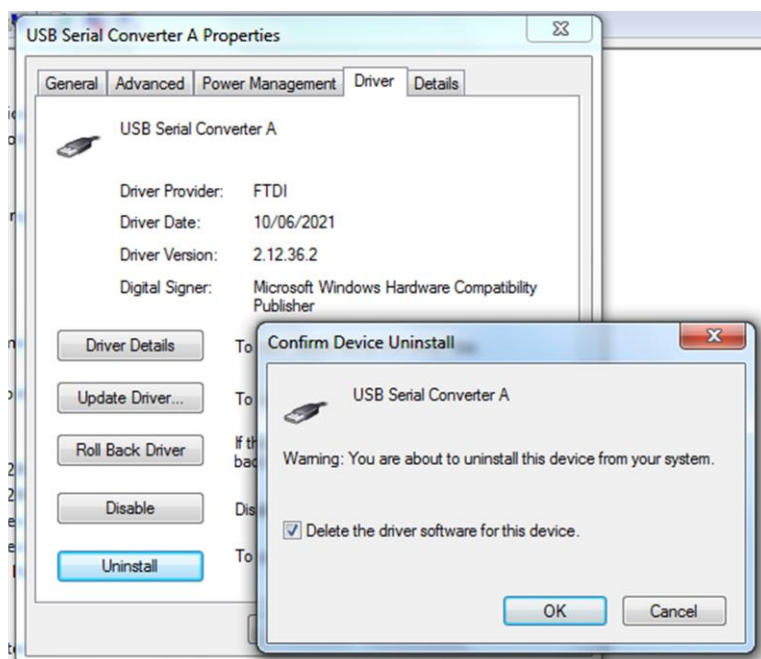 USB Serial Converter A Properties
General Advanced Power Management Driver Details
USB Serial Converter A
Driver Provider: FTDI
Driver Date: 10/06/2021
Driver Version: 2.12.36.2
Digital Signer: Microsoft Windows Hardware Compatibility
Publisher
Driver Details To
Update Driver... To
Roll Back Driver If
Disable
Uninstall To
Confirm Device Uninstall
USB Serial Converter A
Warning: You are about to uninstall this device from your system.
Delete the driver software for this device.
OK Cancel